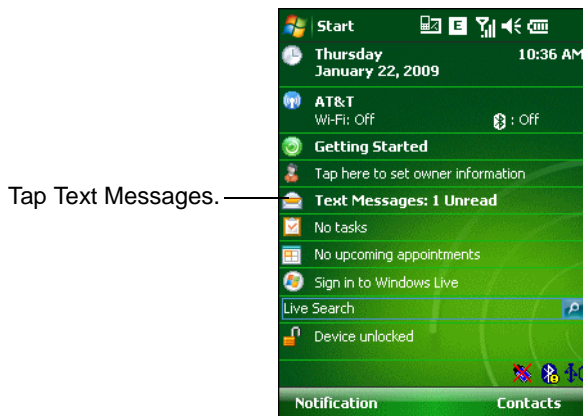 Start E
Thursday 10:36 AM
January 22, 2009
AT&T
Wi-Fi: Off : Off
Getting Started
Tap here to set owner information
Tap Text Messages. Text Messages: 1 Unread
No tasks
No upcoming appointments
Sign in to Windows Live
Live Search
Device unlocked
Notification Contacts